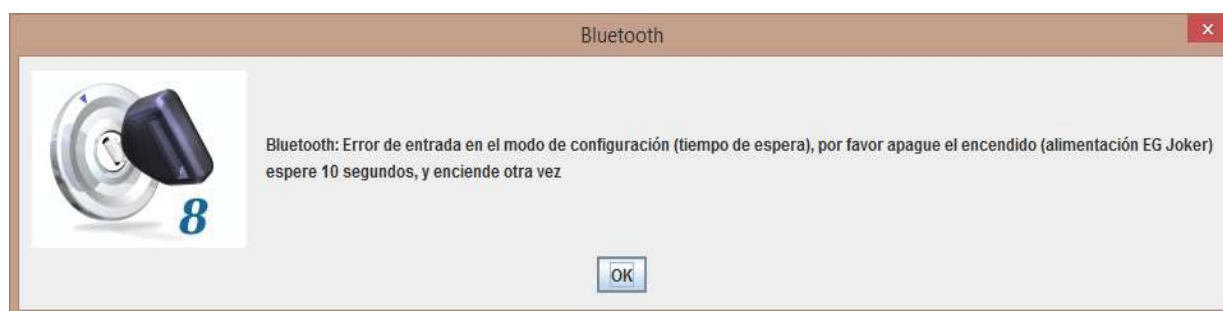 Bluetooth
Bluetooth: Error de entrada en el modo de configuración (tiempo de espera), por favor apague el encendido (alimentación EG Joker)
espere 10 segundos, y enciende otra vez
8
OK